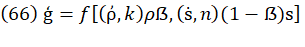 (66) ģ = f[(ṕ, k)ρß, (ṡ, n)(1 − ß)s]